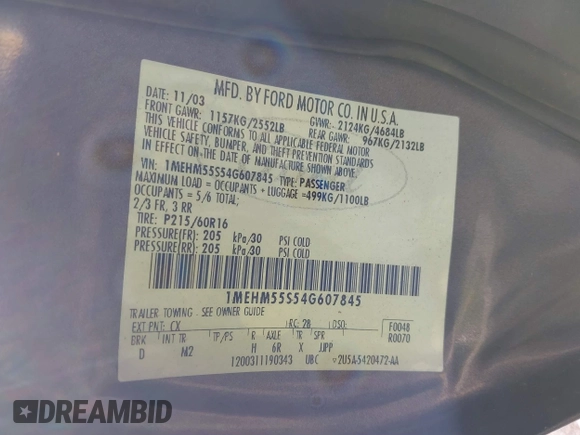 MFD. BY FORD MOTOR CO. IN U.S.A.
DATE: 11/03 GVWR: 2124KG/4684LB
FRONT GAWR: 1157KG/2552LB REAR GAWR: 967KG/2132LB
THIS VEHICLE CONFORMS TO ALL APPLICABLE FEDERAL MOTOR
VEHICLE SAFETY, BUMPER, AND THEFT PREVENTION STANDARDS
IN EFFECT ON THE DATE OF MANUFACTURE SHOWN ABOVE.
VIN: 1MEHM55S54G607845 TYPE: PASSENGER
MAXIMUM LOAD = OCCUPANTS + LUGGAGE =499KG/1100LB
OCCUPANTS = 5/6 TOTAL;
2/3 FR, 3 RR
TIRE: P215/60R16
PRESSURE(FR): 205 kPa/30 PSI COLD
PRESSURE(RR): 205 kPa/30 PSI COLD
1MEHM55S54G607845
TRAILER TOWING - SEE OWNER GUIDE
EXT PNT: CX RC: 28 DSO: F0048
BRK INT TR TP/PS R AXLE TR SPR R0070
D M2 H 6R X JJPP
1200311190343 UBC 2U5A-5420472-AA
DREAMBID DREAMBID.COM